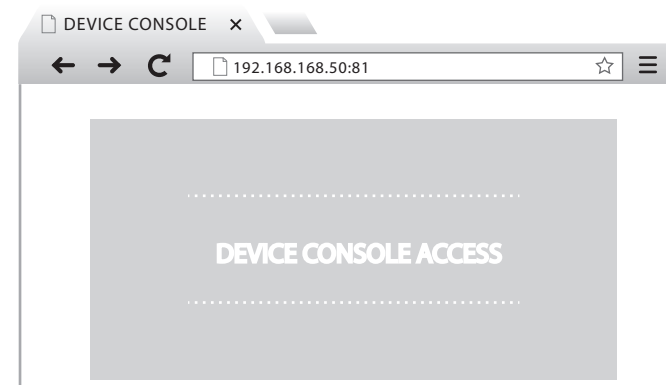 DEVICE CONSOLE
192.168.168.50:81
DEVICE CONSOLE ACCESS